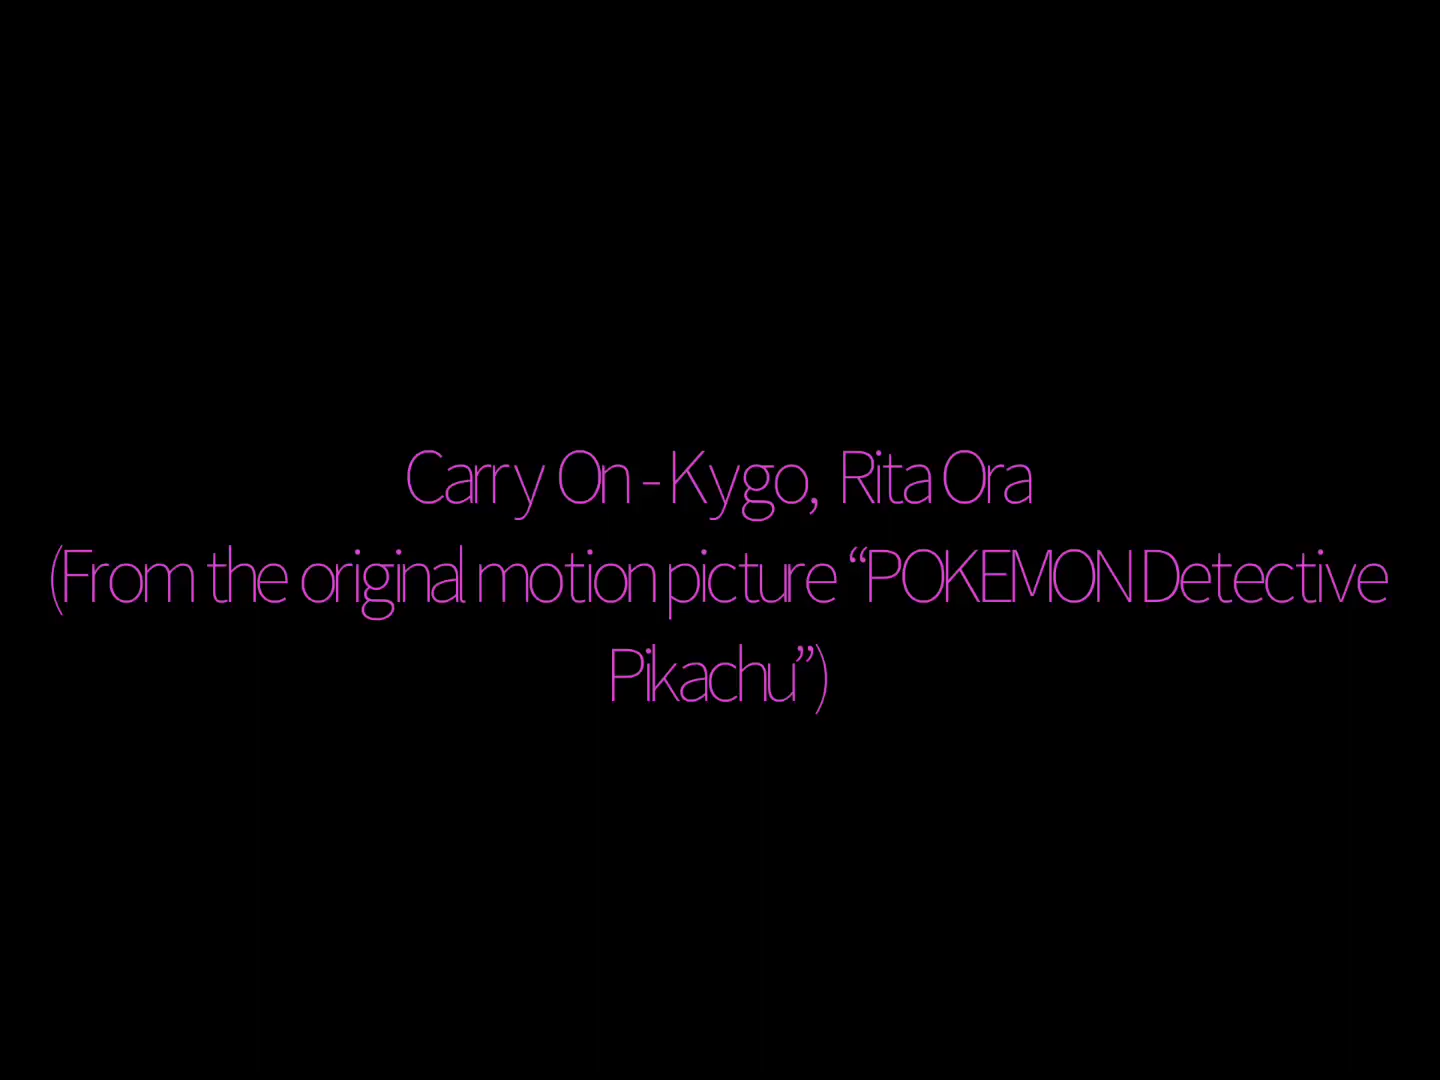 Carry On - Kygo, Rita Ora
(From the original motion picture “POKEMON Detective
Pikachu”)